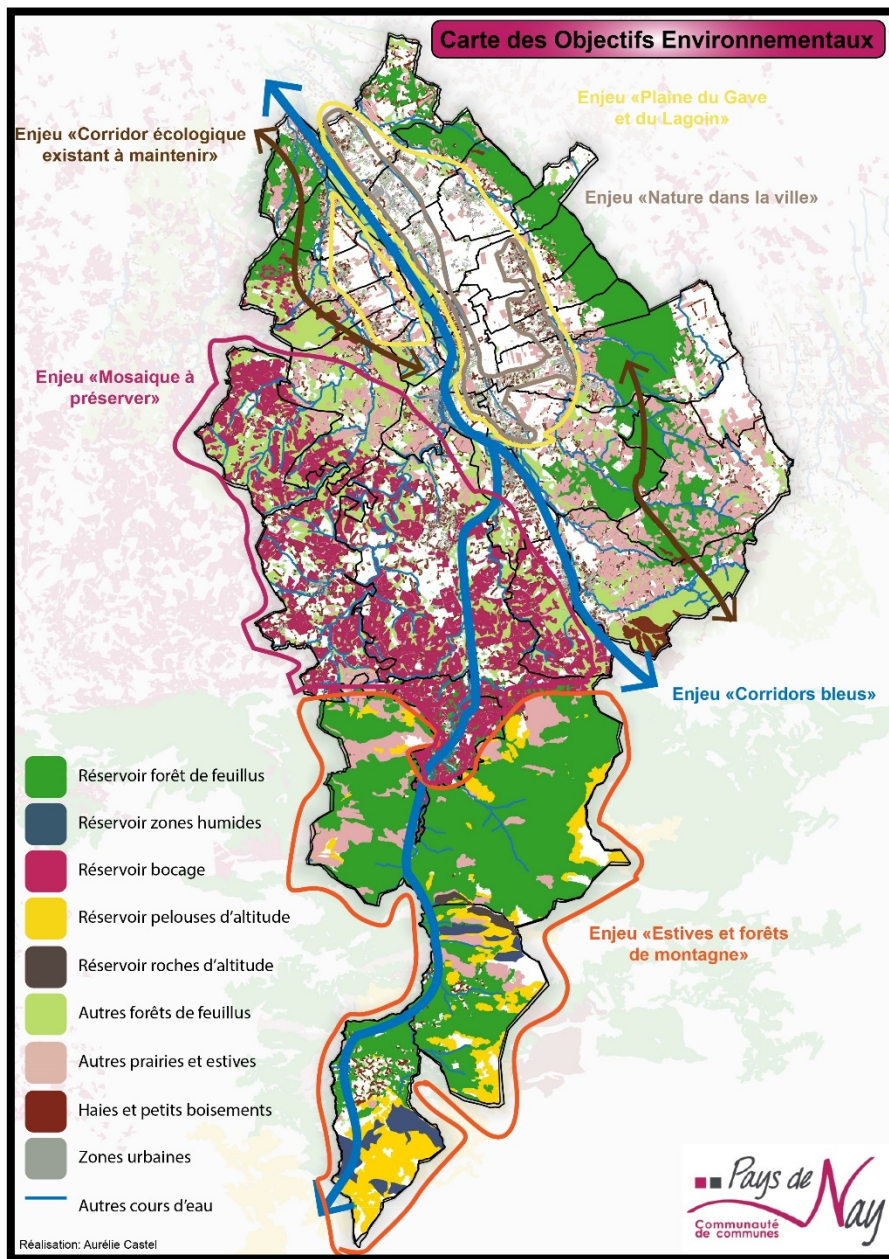 Carte des Objectifs Environnementaux
Enjeu «Plaine du Gave
et du Lagoin»
Enjeu «Corridor écologique
existant à maintenir»
Enjeu «Nature dans la ville»
Enjeu «Mosaique à
préserver»
Enjeu «Corridors bleus»
Réservoir forêt de feuillus
Réservoir zones humides
Réservoir bocage
Réservoir pelouses d'altitude
Réservoir roches d'altitude
Autres forêts de feuillus
Autres prairies et estives
Haies et petits boisements
Zones urbaines
Autres cours d'eau
Enjeu «Estives et forêts
de montagne»
Pays de Nay
Communauté
de communes
Réalisation: Aurélie Castel